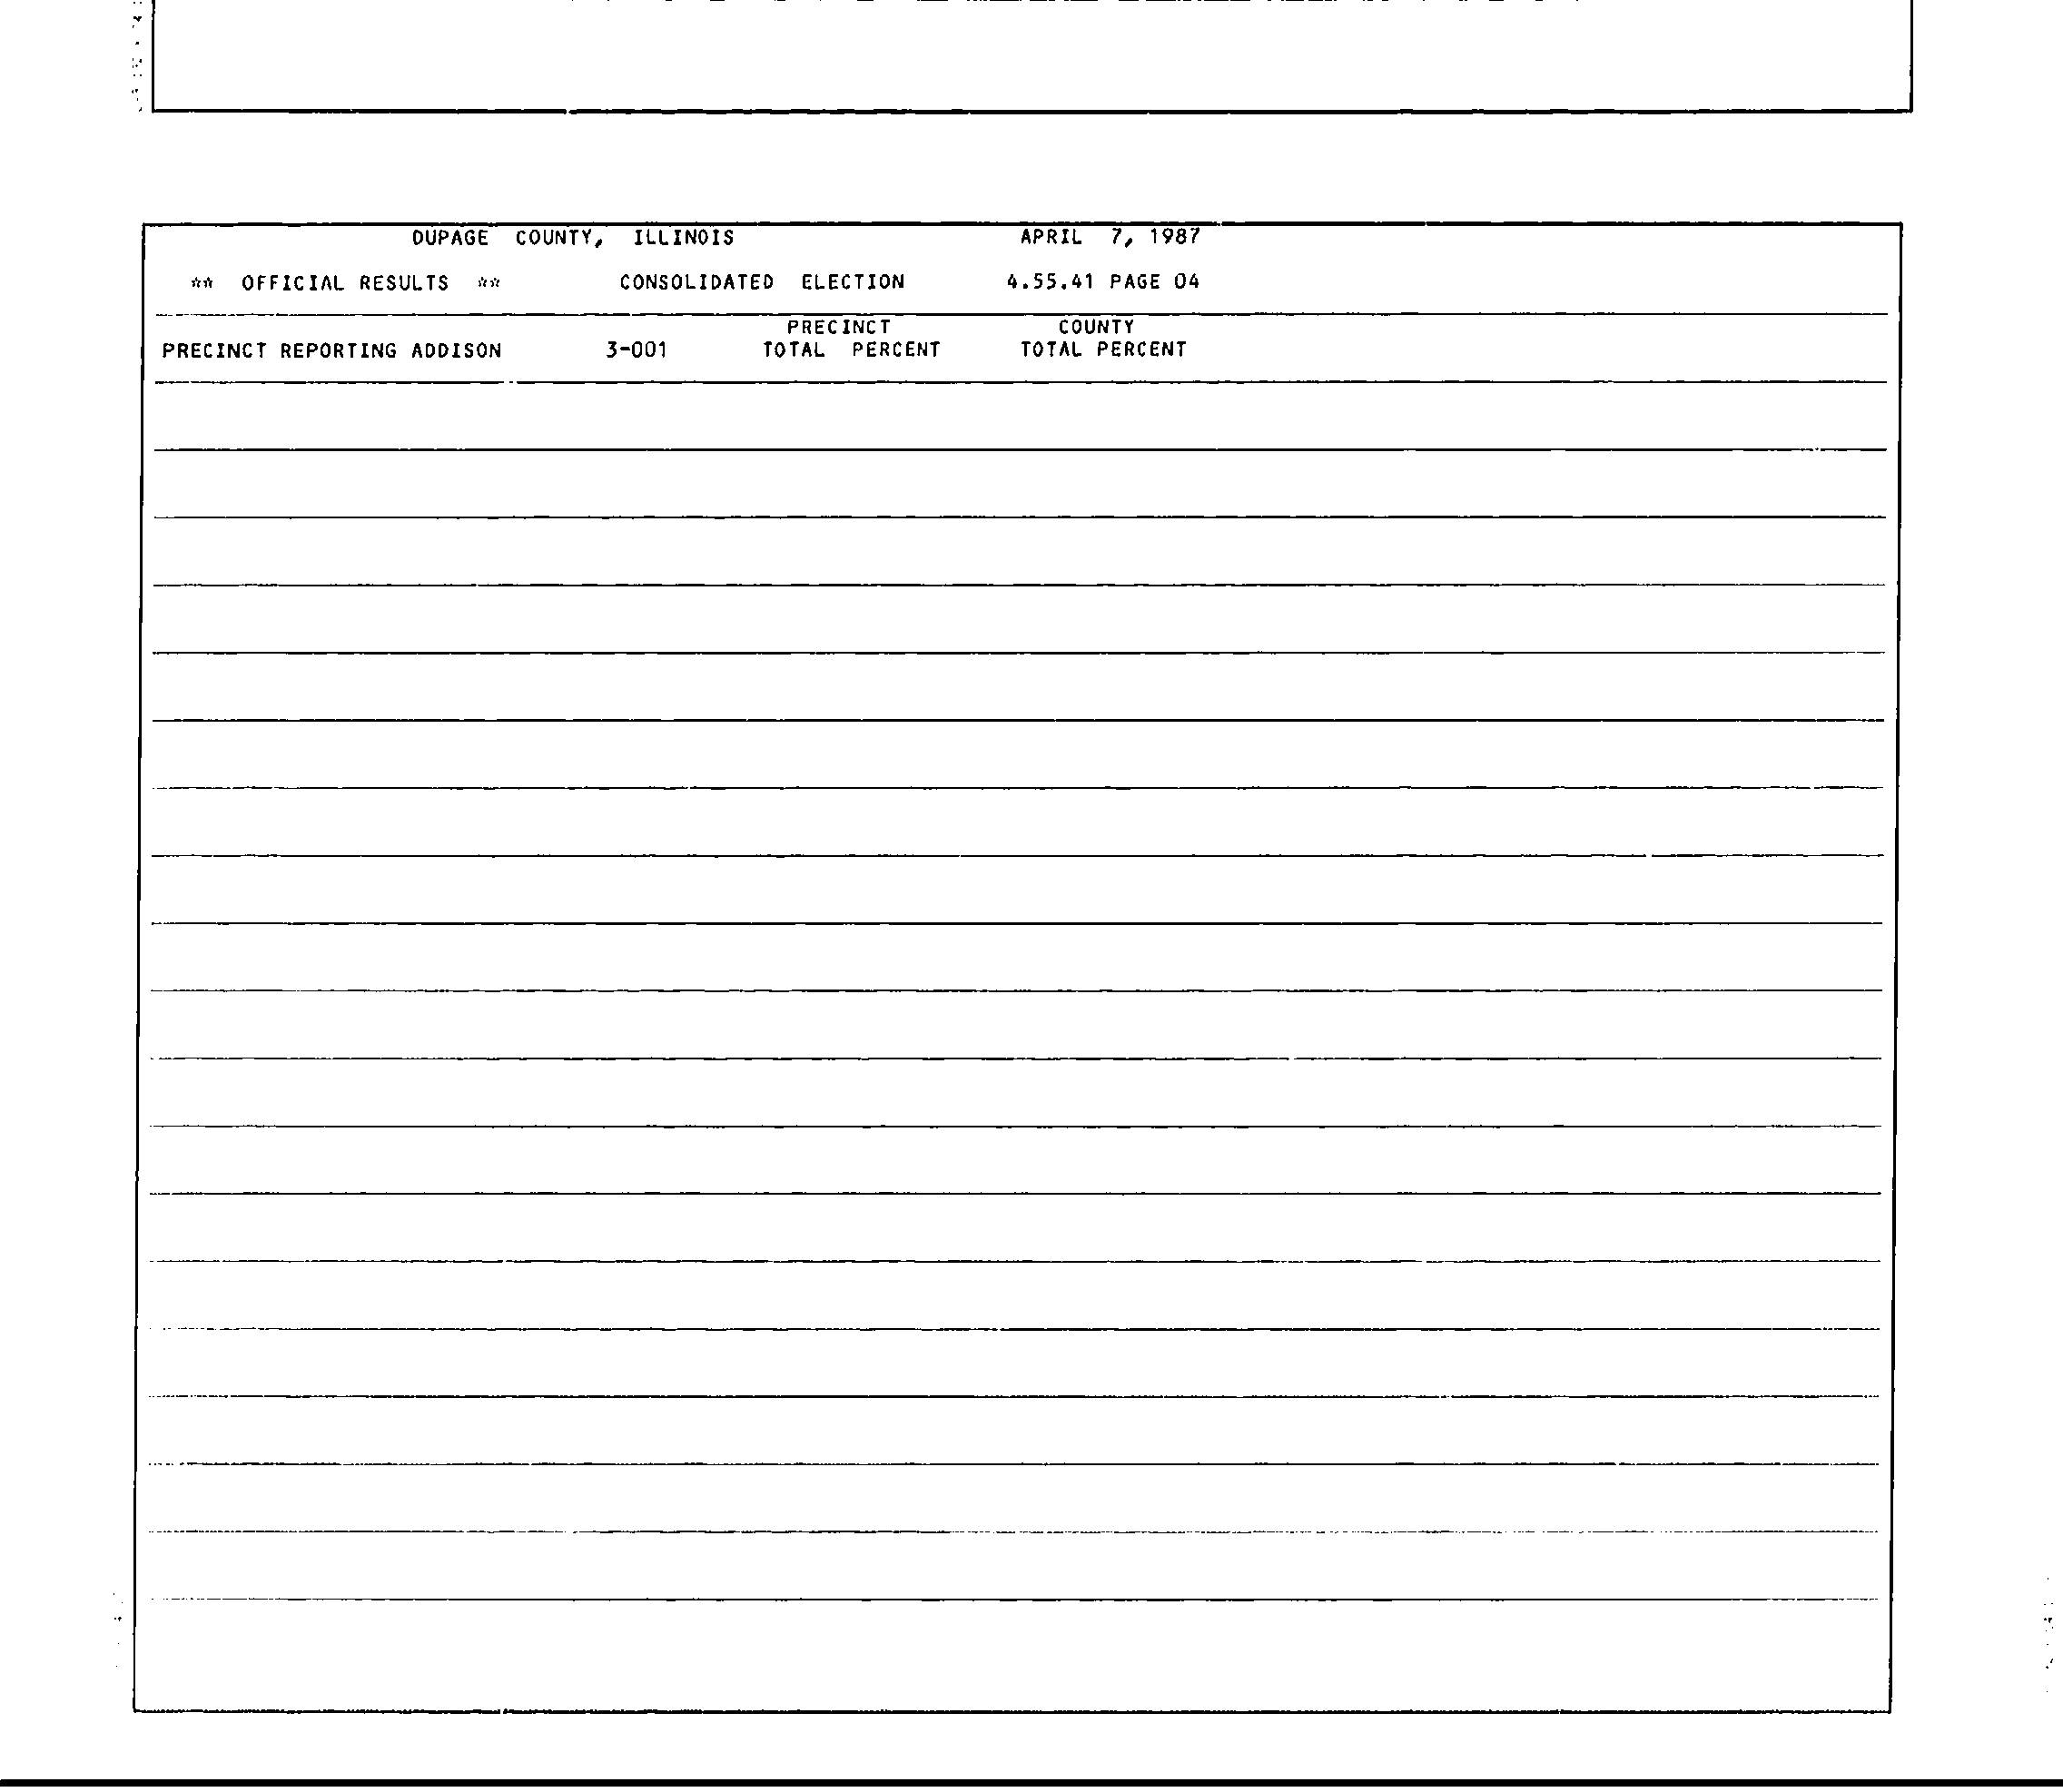 DUPAGE COUNTY, ILLINOIS APRIL 7, 1987
** OFFICIAL RESULTS ** CONSOLIDATED ELECTION 4.55.41 PAGE 04
PRECINCT COUNTY
PRECINCT REPORTING ADDISON 3-001 TOTAL PERCENT TOTAL PERCENT